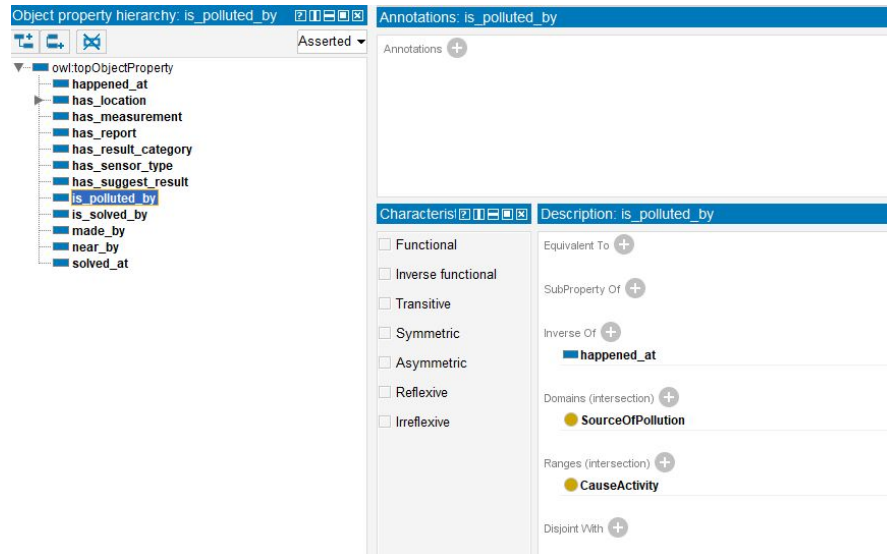 Object property hierarchy: is_polluted_by
Asserted
owl:topObjectProperty
happened_at
has_location
has_measurement
has_report
has_result_category
has_sensor_type
has_suggest_result
is_polluted_by
is_solved_by
made_by
near_by
solved_at
Annotations: is_polluted_by
Annotations
Characterist
Functional
Inverse functional
Transitive
Symmetric
Asymmetric
Reflexive
Irreflexive
Description: is_polluted_by
Equivalent To
SubProperty Of
Inverse Of
happened_at
Domains (intersection)
SourceOfPollution
Ranges (intersection)
CauseActivity
Disjoint With